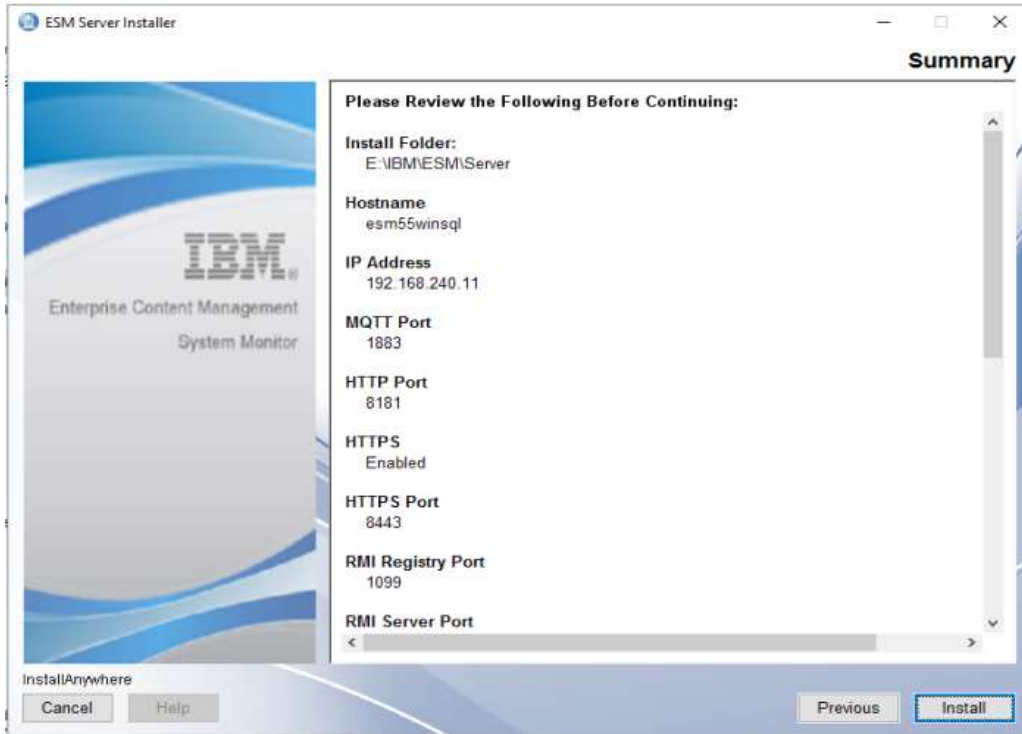 ESM Server Installer
Summary
IBM®
Enterprise Content Management
System Monitor
Please Review the Following Before Continuing:
Install Folder:
E:\IBM\ESM\Server
Hostname
esm55winsql
IP Address
192.168.240.11
MQTT Port
1883
HTTP Port
8181
HTTPS
Enabled
HTTPS Port
8443
RMI Registry Port
1099
RMI Server Port
InstallAnywhere
Cancel
Help
Previous
Install